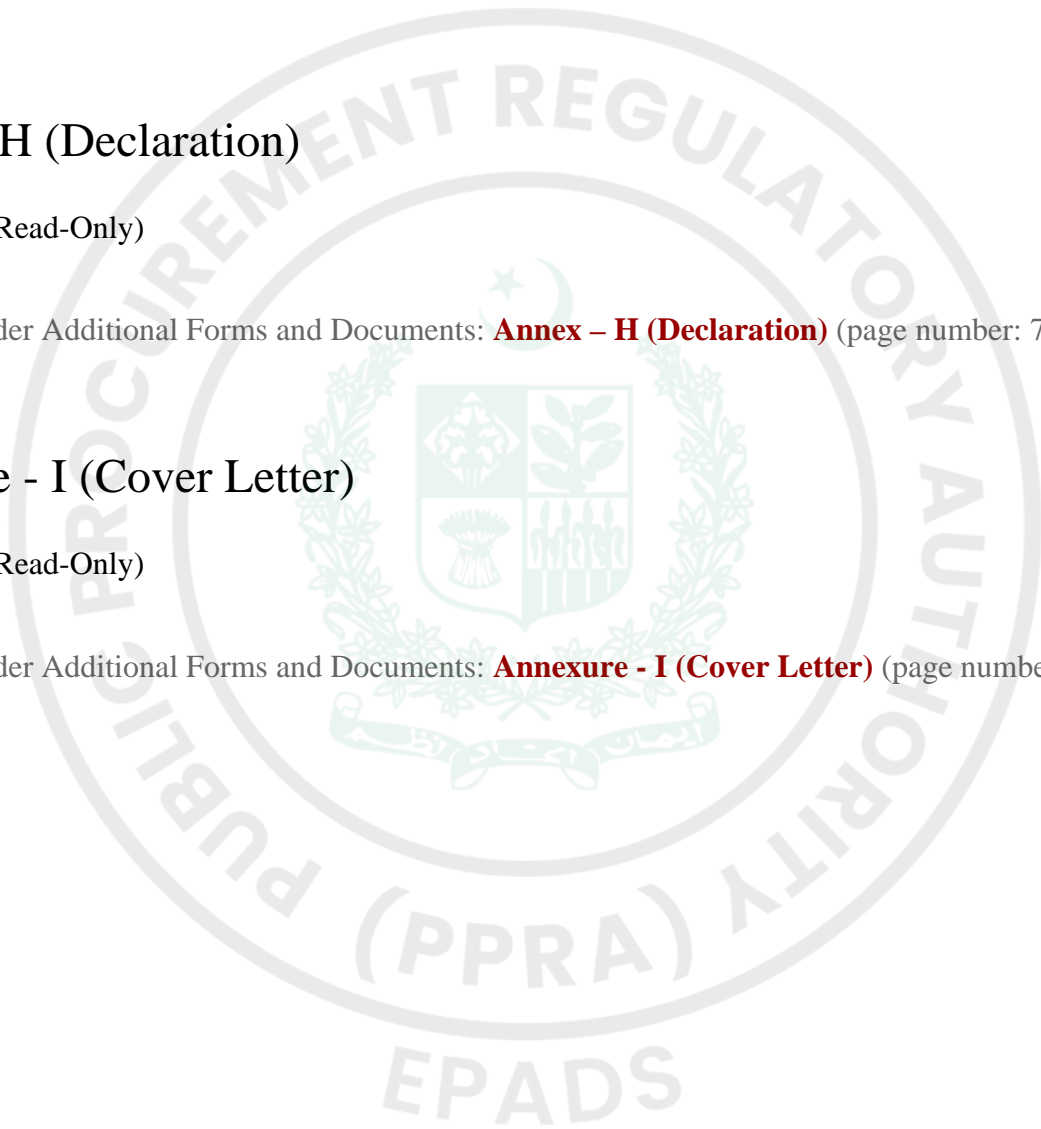 H (Declaration)
Read-Only)
der Additional Forms and Documents: Annex – H (Declaration) (page number: 7
e - I (Cover Letter)
Read-Only)
der Additional Forms and Documents: Annexure - I (Cover Letter) (page numbe
PUBLIC PROCUREMENT REGULATORY AUTHORITY
(PPRA)
EPADS